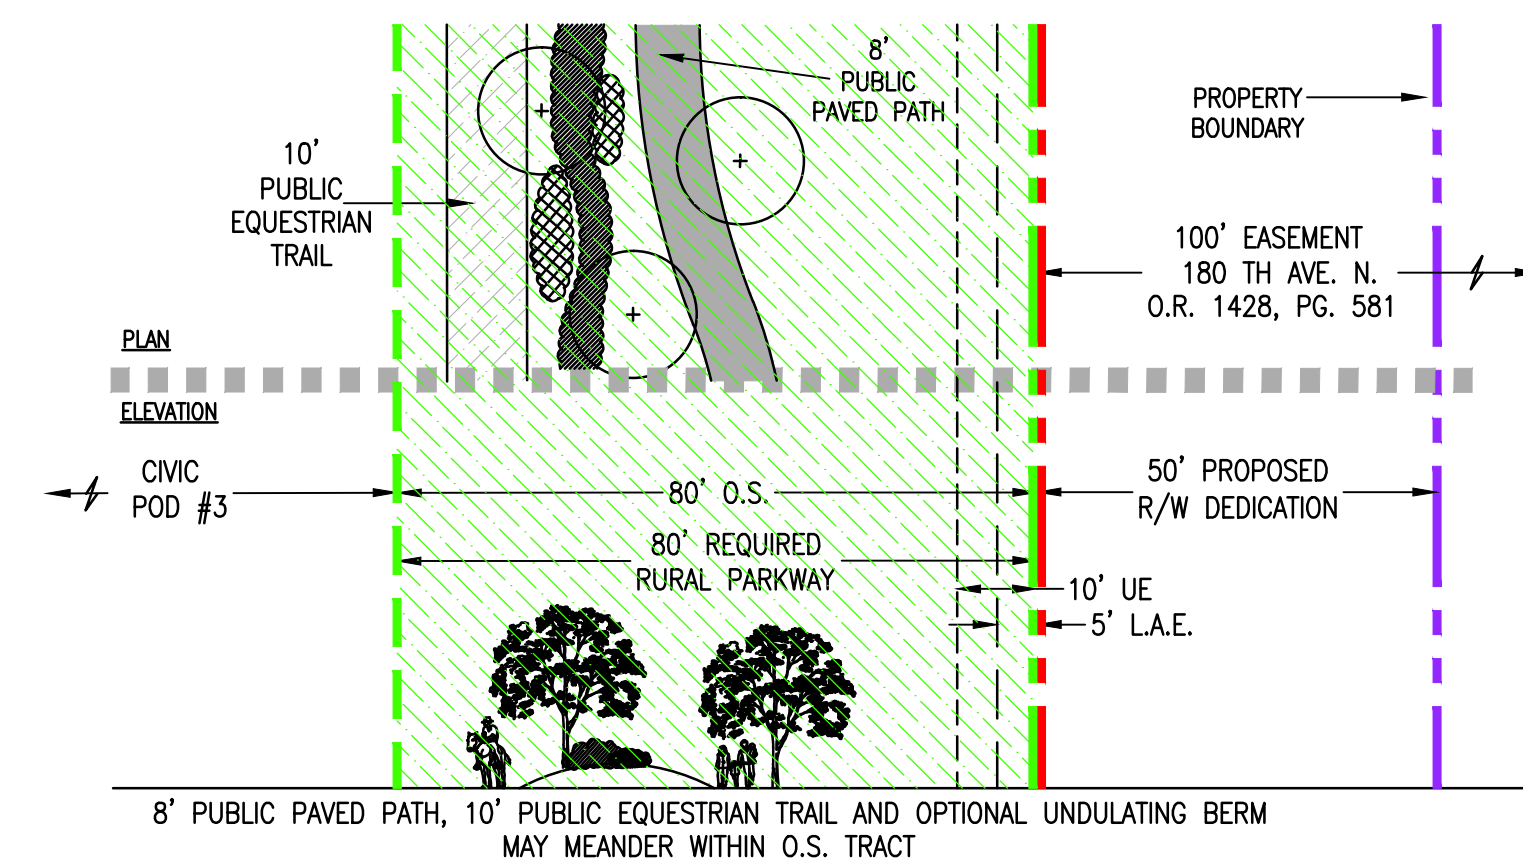 8'
PUBLIC
PAVED PATH
PROPERTY
BOUNDARY
10'
PUBLIC
EQUESTRIAN
TRAIL
100' EASEMENT
180 TH AVE. N.
O.R. 1428, PG. 581
PLAN
ELEVATION
CIVIC
POD #3
80' O.S.
50' PROPOSED
R/W DEDICATION
80' REQUIRED
RURAL PARKWAY
10' UE
5' L.A.E.
8' PUBLIC PAVED PATH, 10' PUBLIC EQUESTRIAN TRAIL AND OPTIONAL UNDULATING BERM
MAY MEANDER WITHIN O.S. TRACT